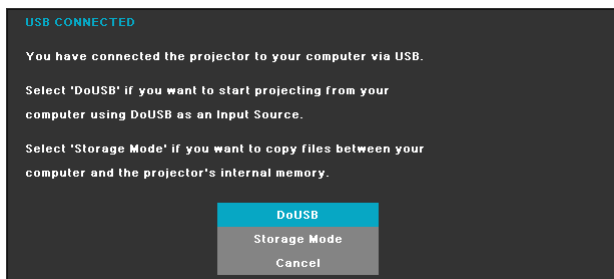 USB CONNECTED
You have connected the projector to your computer via USB.
Select 'DoUSB' if you want to start projecting from your
computer using DoUSB as an Input Source.
Select 'Storage Mode' if you want to copy files between your
computer and the projector's internal memory.
DoUSB
Storage Mode
Cancel